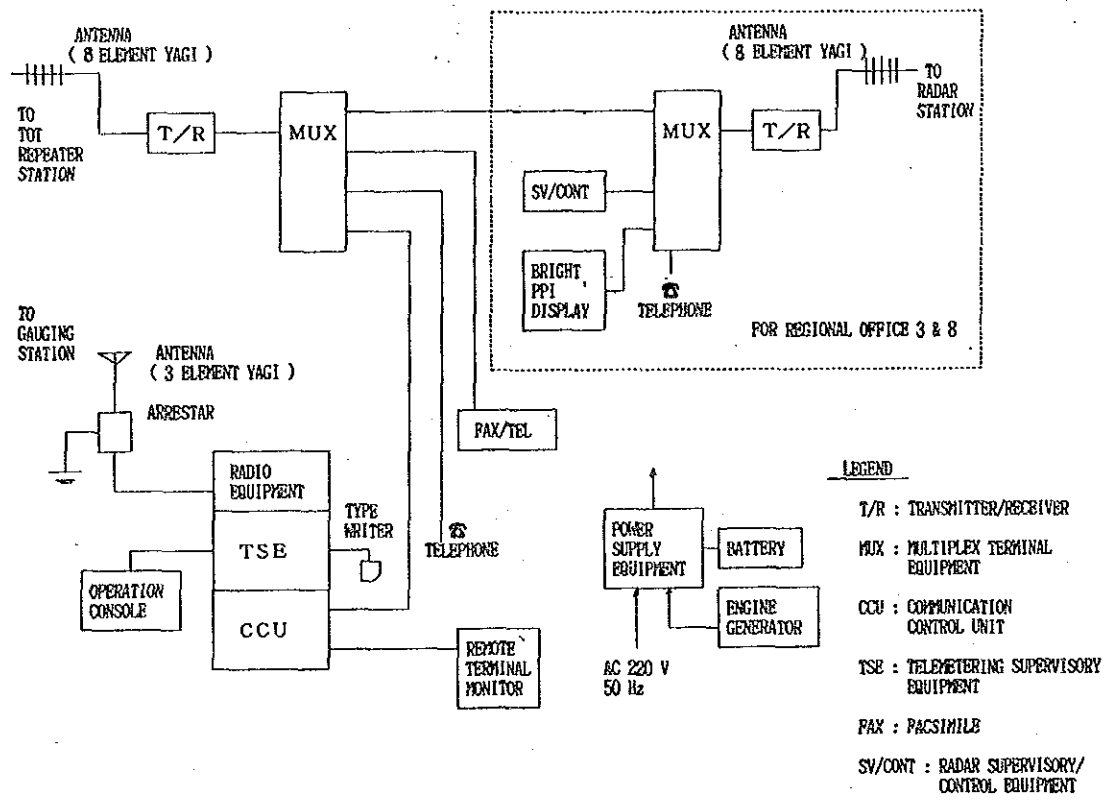 ANTENNA
( 8 ELEMENT YAGI )
TO
TOT
REPEATER
STATION
T/R
MUX
ANTENNA
( 8 ELEMENT YAGI )
TO
RADAR
STATION
MUX
T/R
SV/CONT
BRIGHT
PPI
DISPLAY
TELEPHONE
FOR REGIONAL OFFICE 3 & 8
TO
GAUGING
STATION
ANTENNA
( 3 ELEMENT YAGI )
ARRESTAR
FAX/TEL
RADIO
EQUIPMENT
TSE
CCU
TYPE
WRITER
TELEPHONE
OPERATION
CONSOLE
REMOTE
TERMINAL
MONITOR
POWER
SUPPLY
EQUIPMENT
BATTERY
ENGINE
GENERATOR
AC 220 V
50 Hz
LEGEND
T/R : TRANSMITTER/RECEIVER
MUX : MULTIPLEX TERMINAL
EQUIPMENT
CCU : COMMUNICATION
CONTROL UNIT
TSE : TELEMETERING SUPERVISORY
EQUIPMENT
FAX : FACSIMILE
SV/CONT : RADAR SUPERVISORY/
CONTROL EQUIPMENT